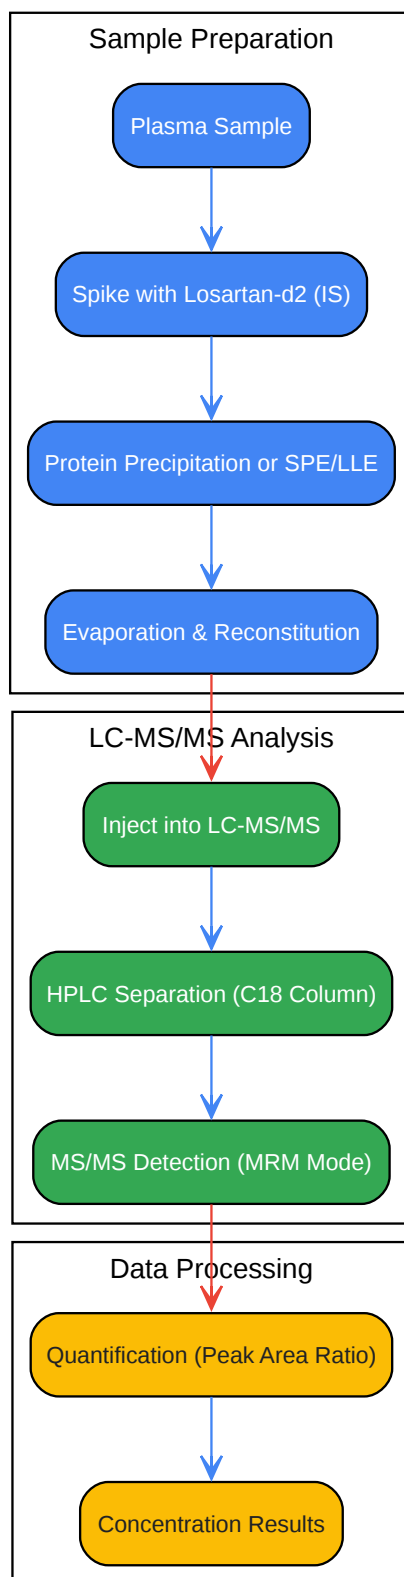 Sample Preparation
Plasma Sample
Spike with Losartan-d2 (IS)
Protein Precipitation or SPE/LLE
Evaporation & Reconstitution
LC-MS/MS Analysis
Inject into LC-MS/MS
HPLC Separation (C18 Column)
MS/MS Detection (MRM Mode)
Data Processing
Quantification (Peak Area Ratio)
Concentration Results